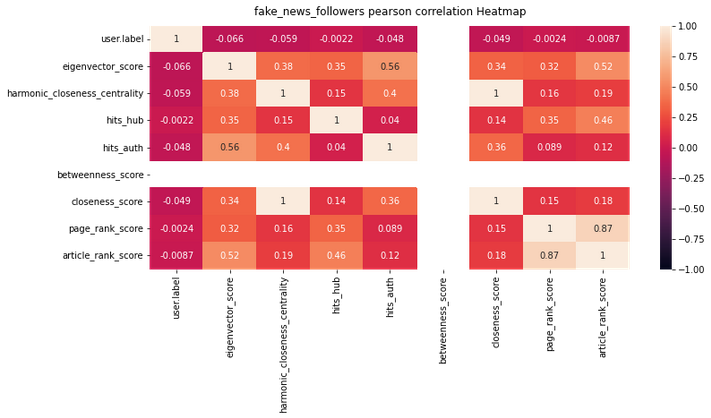 fake_news_followers pearson correlation Heatmap
user.label 1 -0.066 -0.059 -0.0022 -0.048 -0.049 -0.0024 -0.0087
eigenvector_score -0.066 1 0.38 0.35 0.56 0.34 0.32 0.52
harmonic_closeness_centrality -0.059 0.38 1 0.15 0.4 1 0.16 0.19
hits_hub -0.0022 0.35 0.15 1 0.04 0.14 0.35 0.46
hits_auth -0.048 0.56 0.4 0.04 1 0.36 0.089 0.12
betweenness_score
closeness_score -0.049 0.34 1 0.14 0.36 1 0.15 0.18
page_rank_score -0.0024 0.32 0.16 0.35 0.089 0.15 1 0.87
article_rank_score -0.0087 0.52 0.19 0.46 0.12 0.18 0.87 1
user.label
eigenvector_score
harmonic_closeness_centrality
hits_hub
hits_auth
betweenness_score
closeness_score
page_rank_score
article_rank_score
1.00
0.75
0.50
0.25
0.00
-0.25
-0.50
-0.75
-1.00